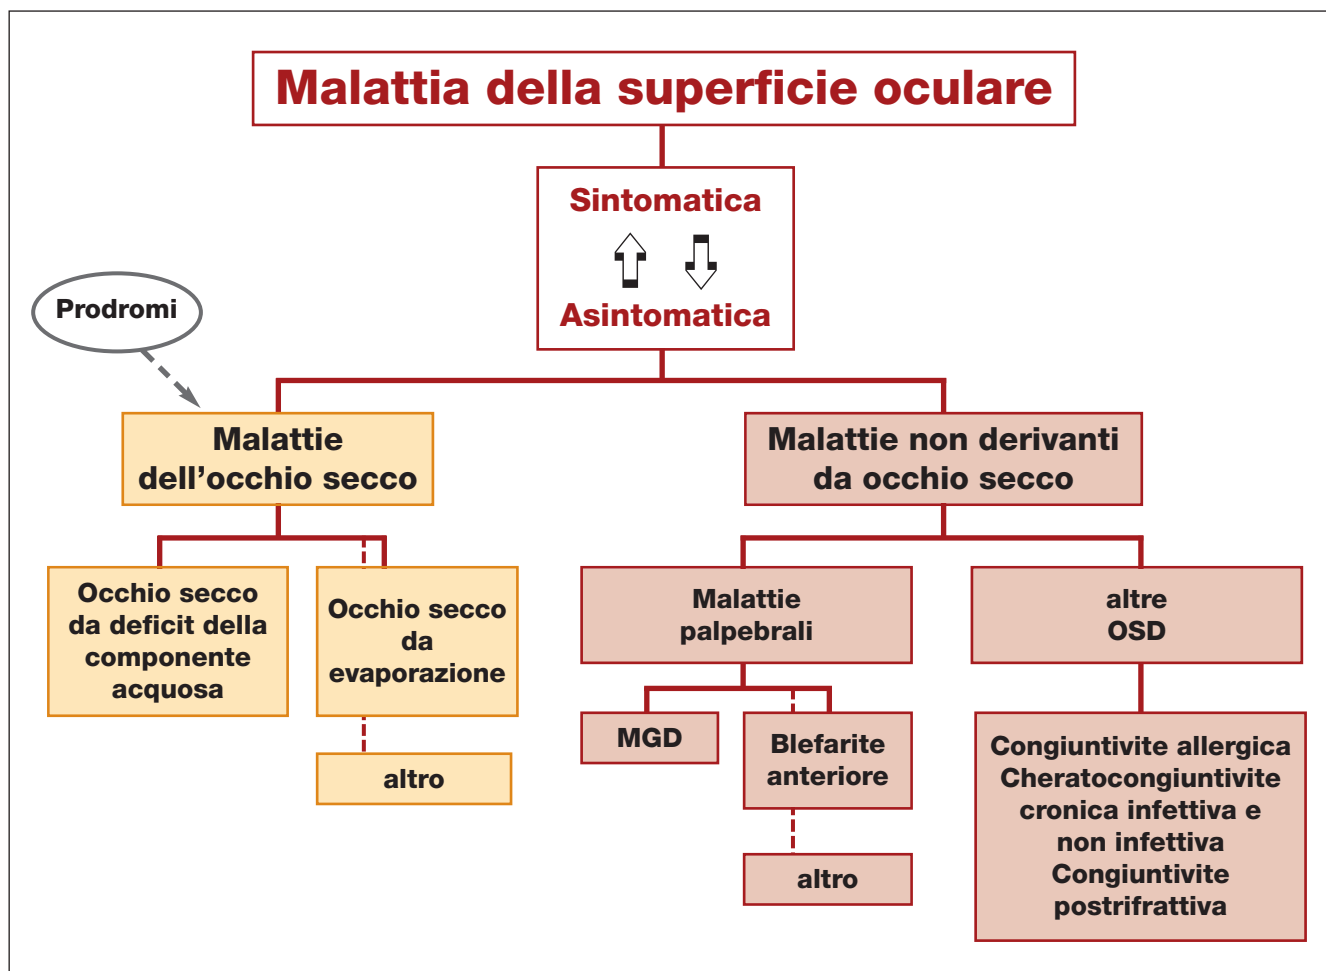 Malattia della superficie oculare
Sintomatica
Asintomatica
Prodromi
Malattie
dell'occhio secco
Malattie non derivanti
da occhio secco
Occhio secco
da deficit della
componente
acquosa
Occhio secco
da
evaporazione
altro
Malattie
palpebrali
altre
OSD
MGD
Blefarite
anteriore
altro
Congiuntivite allergica
Cheratocongiuntivite
cronica infettiva e
non infettiva
Congiuntivite
postrifrattiva